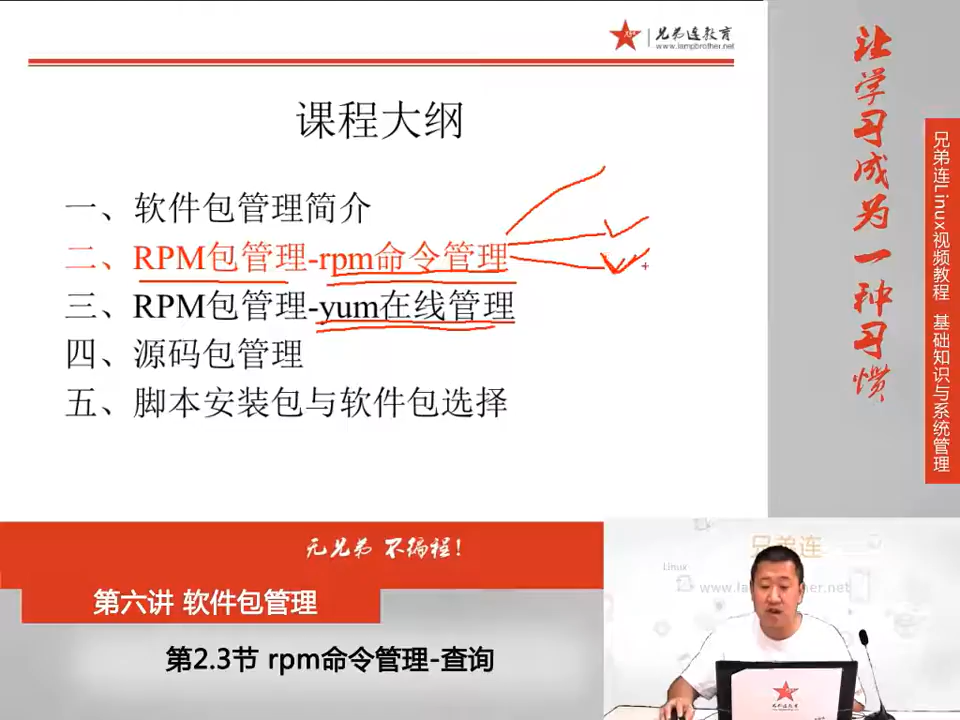 兄弟连教育
www.lampbrother.net
课程大纲
一、软件包管理简介
二、RPM包管理-rpm命令管理
三、RPM包管理-yum在线管理
四、源码包管理
五、脚本安装包与软件包选择
让学习成为一种习惯
兄弟连Linux视频教程 基础知识与系统管理
无兄弟 不编程!
第六讲 软件包管理
第2.3节 rpm命令管理-查询
兄弟连
Linux